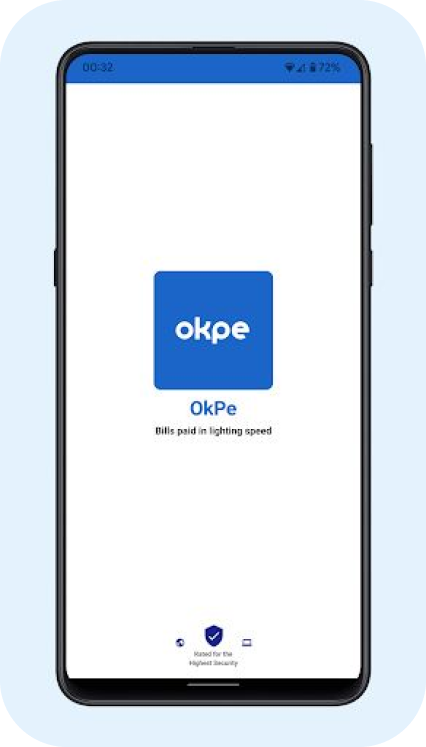 00:32 72%
okpe
OkPe
Bills paid in lighting speed
Rated for the
Highest Security